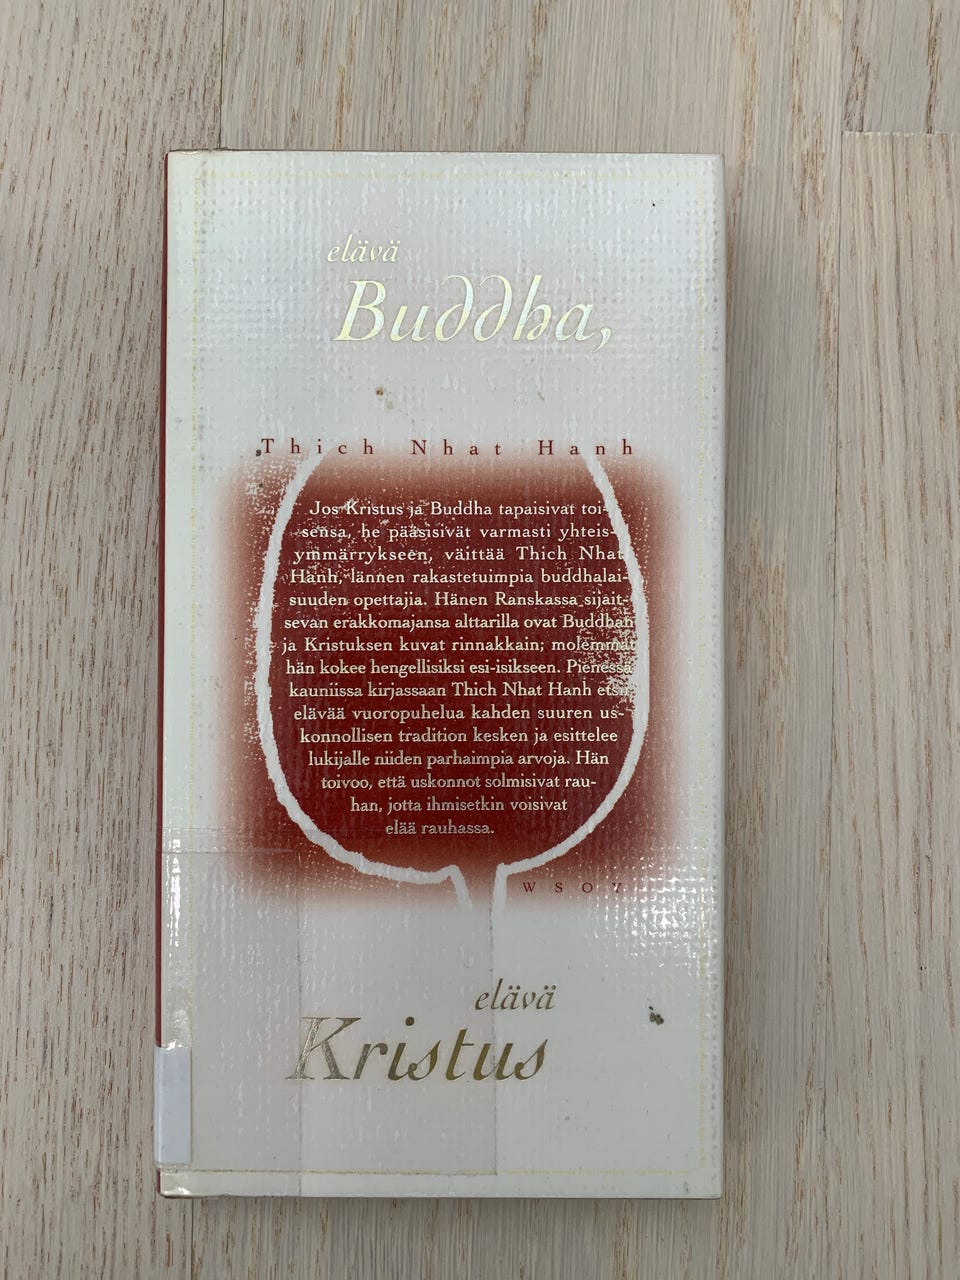 elävä
Buddha,
Thich Nhat Hanh
Jos Kristus ja Buddha tapaisivat toi-
sensa, he pääsisivät varmasti yhteis-
ymmärrykseen, väittää Thich Nhat
Hanh, lännen rakastetuimpia buddhalai-
suuden opettajia. Hänen Ranskassa sijait-
sevan erakkomajansa alttarilla ovat Buddhan
ja Kristuksen kuvat rinnakkain; molemmat
hän kokee hengellisiksi esi-isikseen. Pienessä
kauniissa kirjassaan Thich Nhat Hanh etsii
elävää vuoropuhelua kahden suuren us-
konnollisen tradition kesken ja esittelee
lukijalle niiden parhaimpia arvoja. Hän
toivoo, että uskonnot solmisivat rau-
han, jotta ihmisetkin voisivat
elää rauhassa.
WSOY
elävä
Kristus